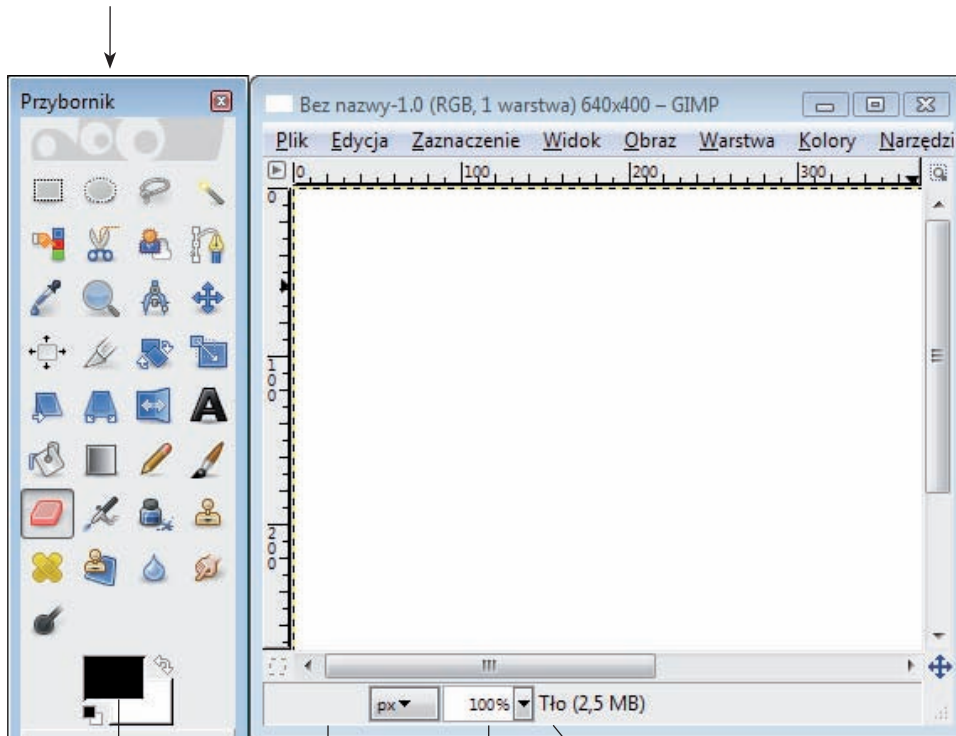 Przybornik
Bez nazwy-1.0 (RGB, 1 warstwa) 640x400 – GIMP
Plik Edycja Zaznaczenie Widok Obraz Warstwa Kolory Narzędzi
0 100 200 300
0
100
200
px 100% Tło (2,5 MB)